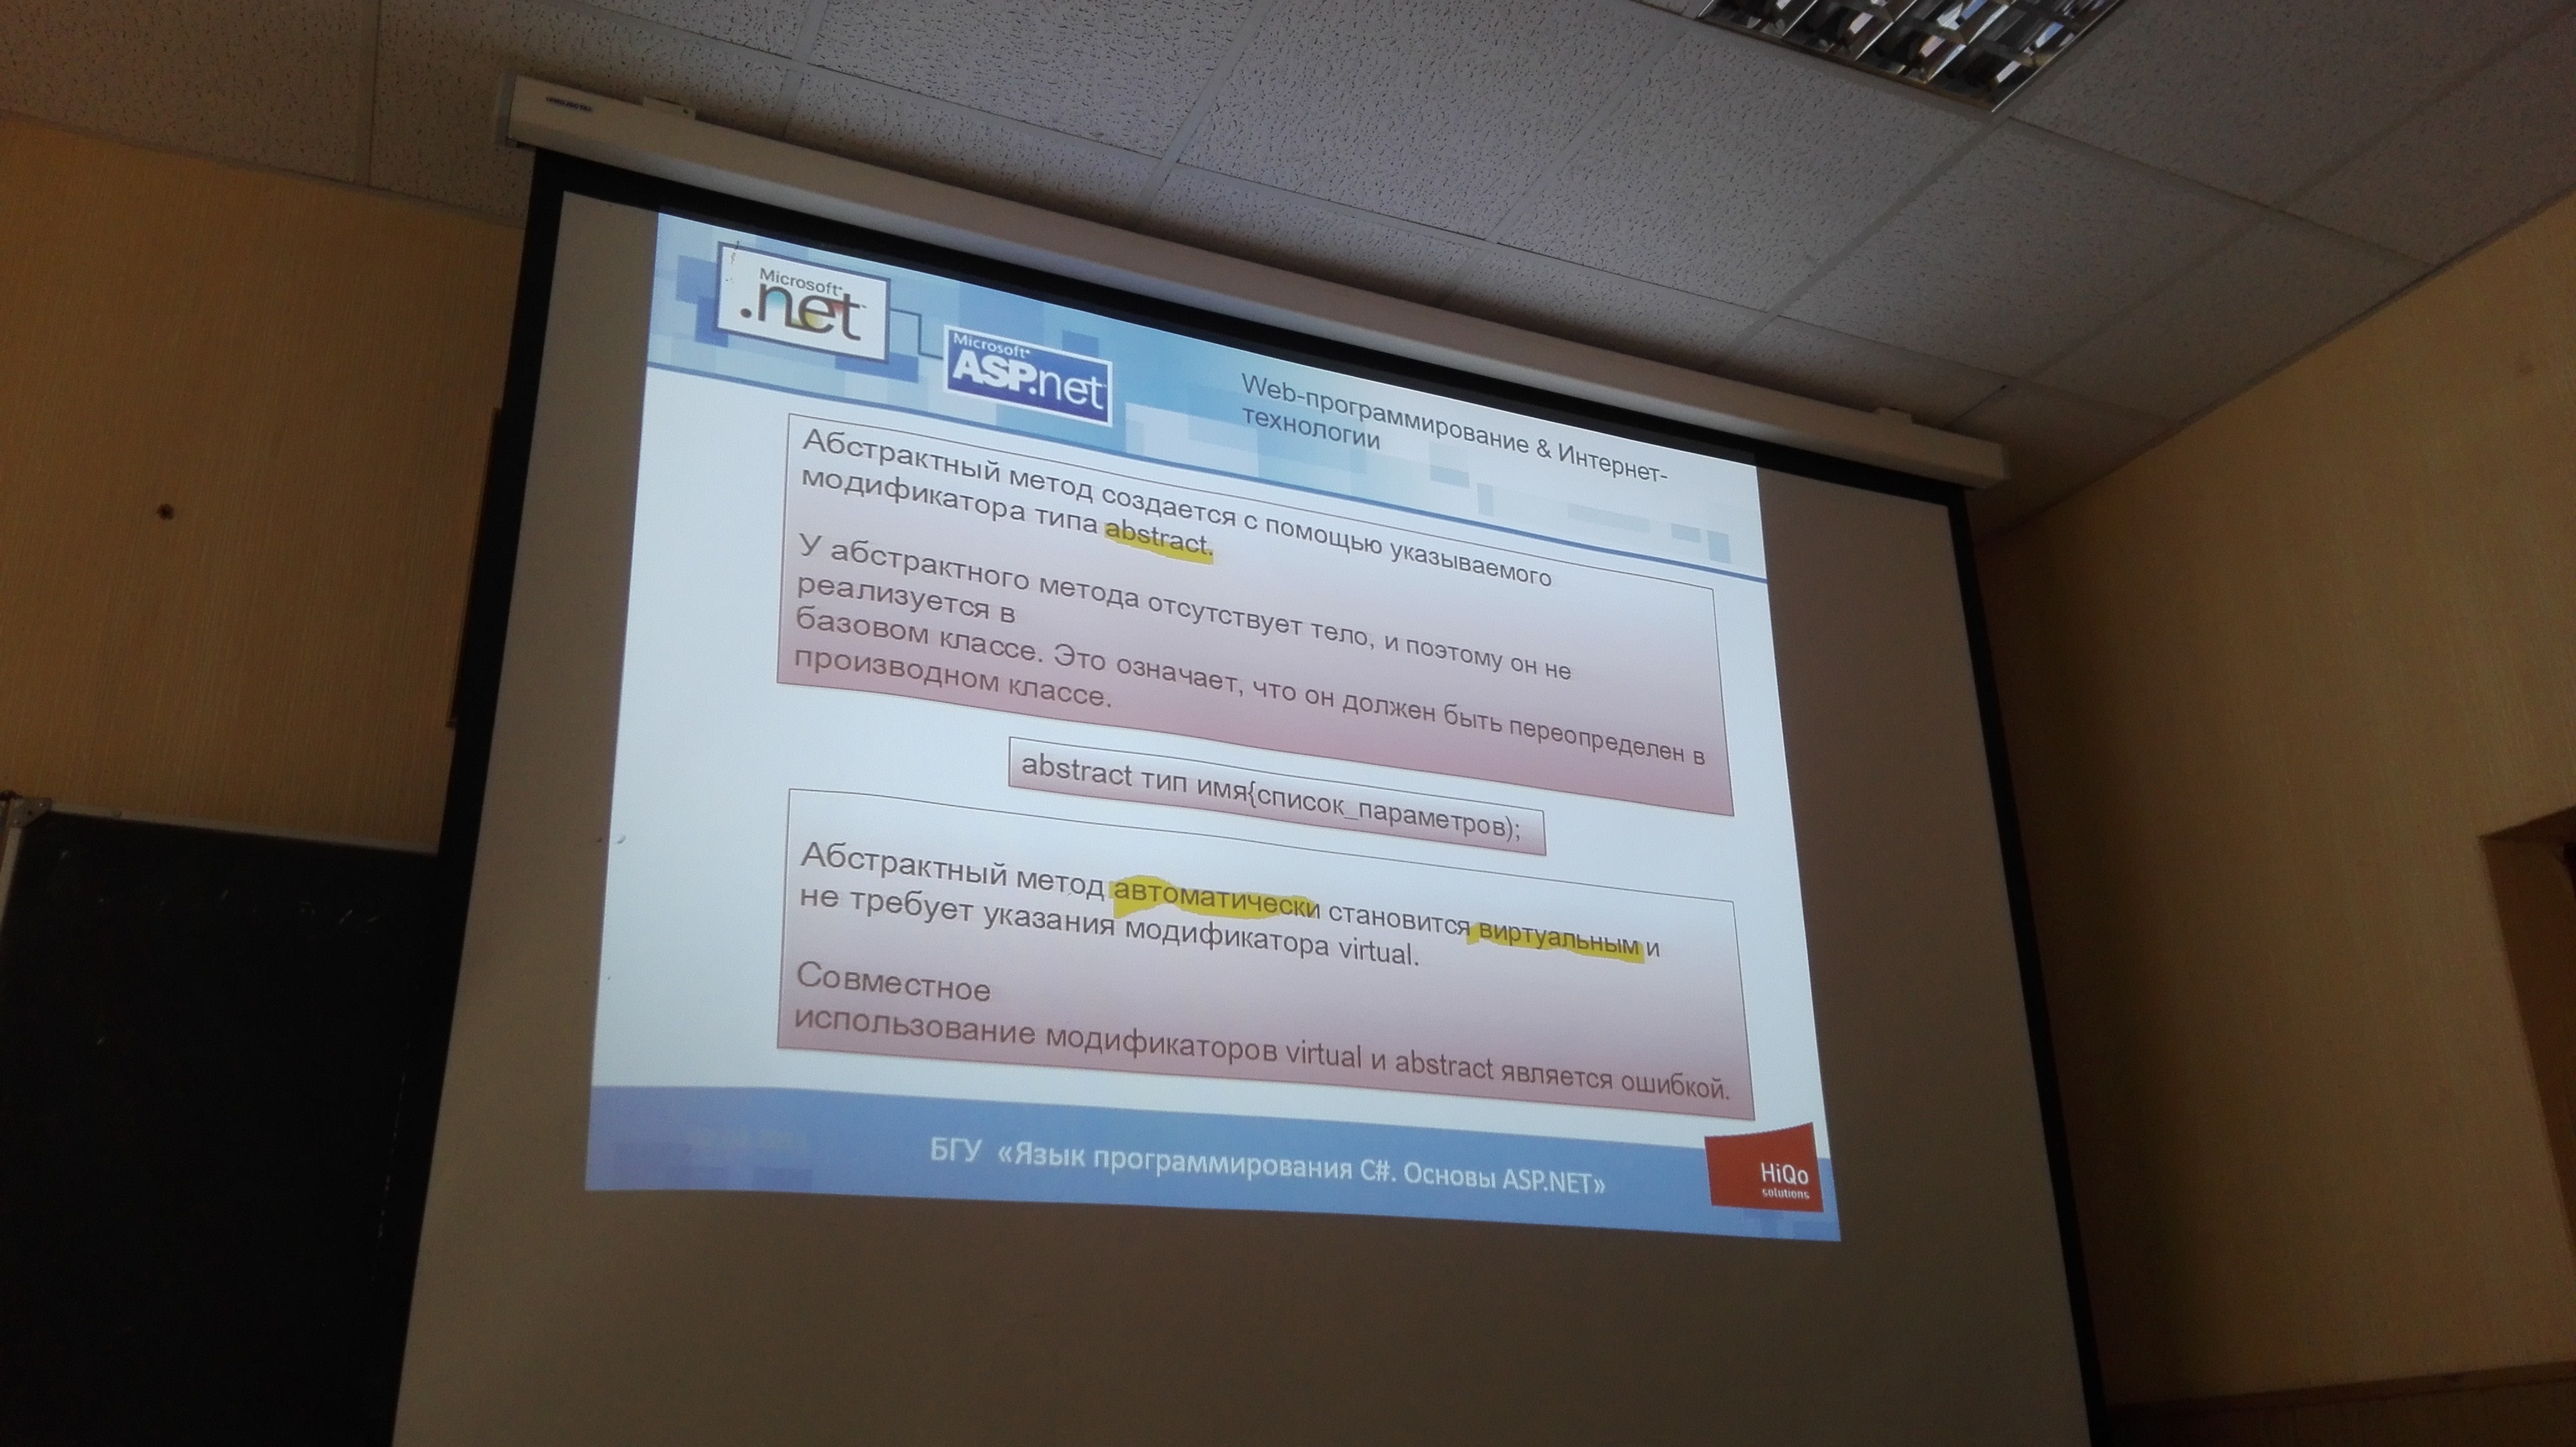 Microsoft
.net
Microsoft
ASP.net
Web-программирование & Интернет-
технологии
Абстрактный метод создается с помощью указываемого
модификатора типа abstract.
У абстрактного метода отсутствует тело, и поэтому он не
реализуется в
базовом классе. Это означает, что он должен быть переопределен в
производном классе.
abstract тип имя{список_параметров);
Абстрактный метод автоматически становится виртуальным и
не требует указания модификатора virtual.
Совместное
использование модификаторов virtual и abstract является ошибкой.
БГУ «Язык программирования C#. Основы ASP.NET»
HiQo
solutions